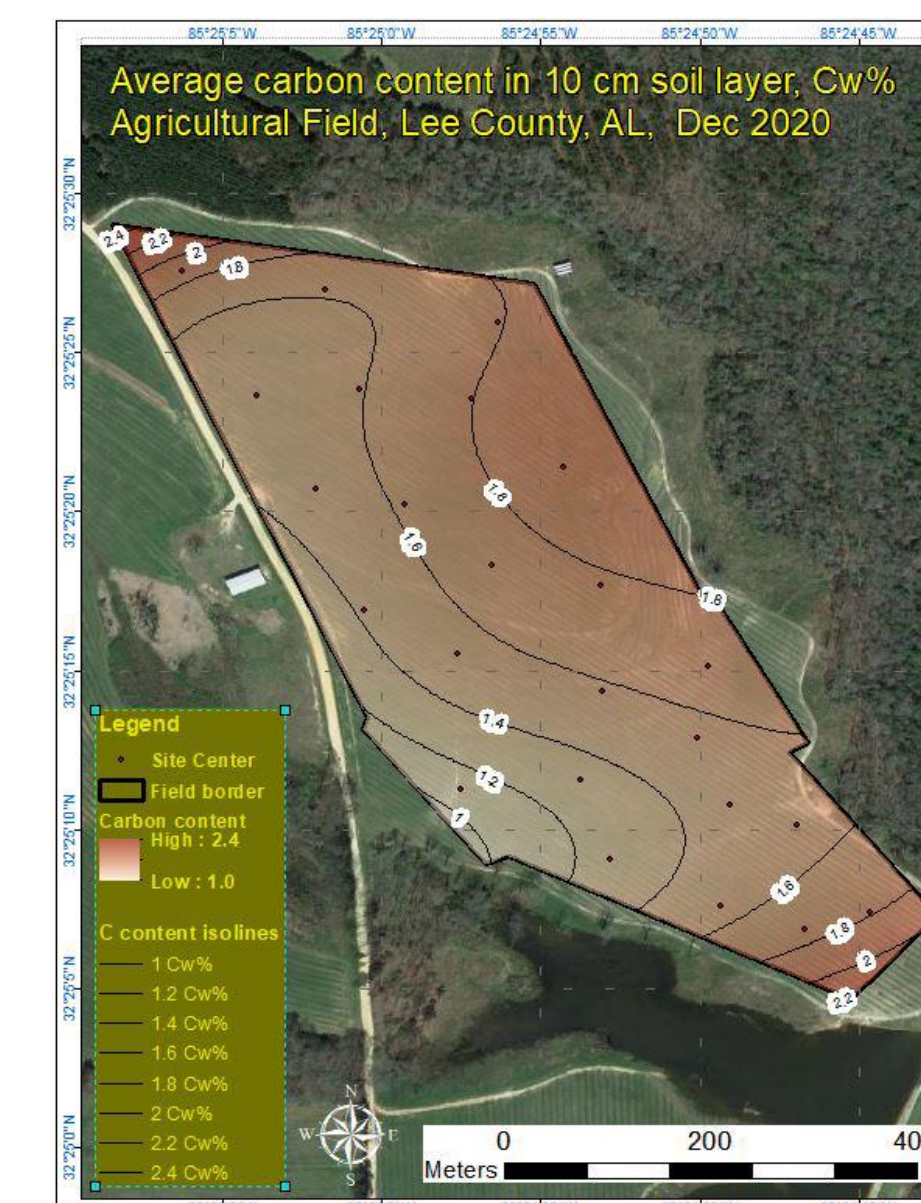 85°25'5"W 85°25'0"W 84°24'55"W 85°24'50"W 85°24'45"W
Average carbon content in 10 cm soil layer, Cw%
Agricultural Field, Lee County, AL, Dec 2020
32°25'30"N
32°25'25"N
32°25'20"N
32°25'15"N
32°25'10"N
32°25'5"N
32°25'0"N
2.4
2.2
2
1.8
1.8
1.6
1.8
1.4
1.2
1
1.6
1.8
2
2.2
Legend
Site Center
Field border
Carbon content
High : 2.4
Low : 1.0
C content isolines
1 Cw%
1.2 Cw%
1.4 Cw%
1.6 Cw%
1.8 Cw%
2 Cw%
2.2 Cw%
2.4 Cw%
N
W E
S
0 200 40
Meters